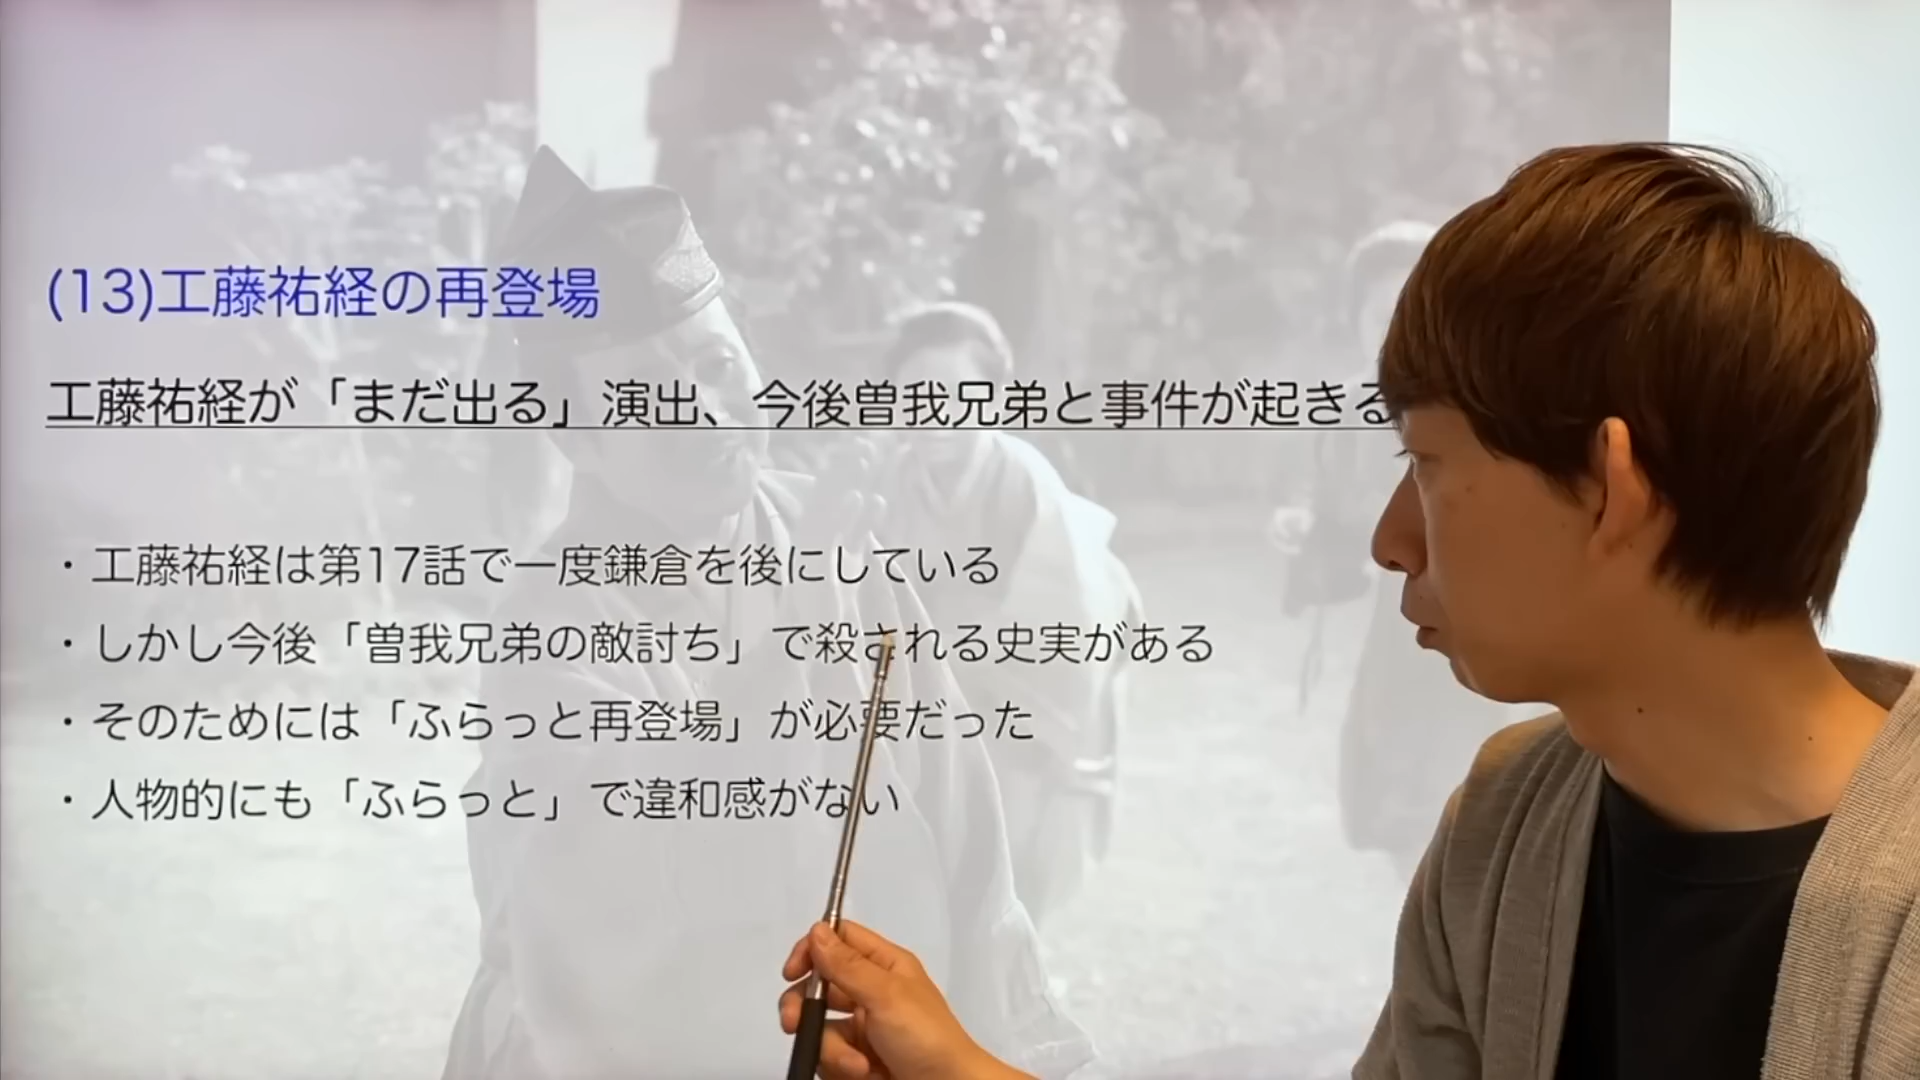 (13)工藤祐経の再登場
工藤祐経が「まだ出る」演出、今後曽我兄弟と事件が起きる
・工藤祐経は第17話で一度鎌倉を後にしている
・しかし今後「曽我兄弟の敵討ち」で殺される史実がある
・そのためには「ふらっと再登場」が必要だった
・人物的にも「ふらっと」で違和感がない